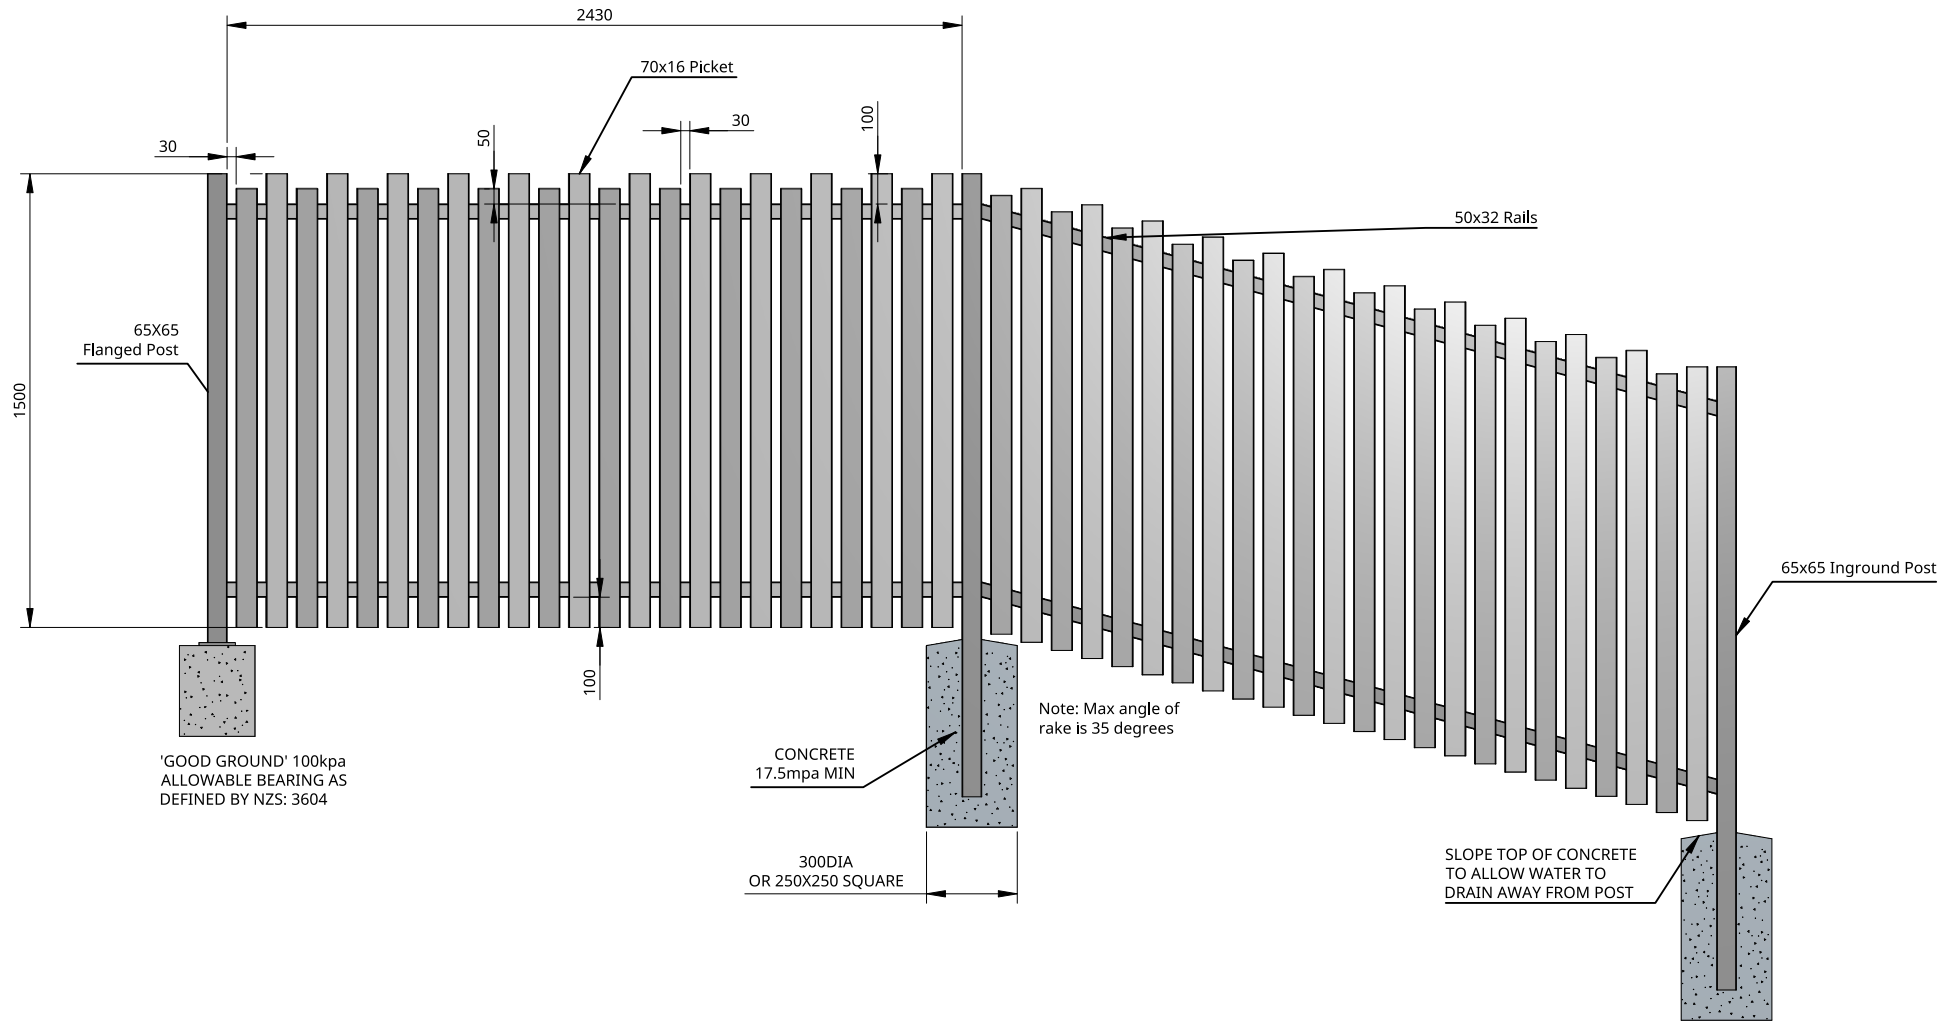 2430
70x16 Picket
30
50
30
100
50x32 Rails
65X65
Flanged Post
1500
65x65 Inground Post
100
Note: Max angle of
rake is 35 degrees
CONCRETE
17.5mpa MIN
'GOOD GROUND' 100kpa
ALLOWABLE BEARING AS
DEFINED BY NZS: 3604
300DIA
OR 250X250 SQUARE
SLOPE TOP OF CONCRETE
TO ALLOW WATER TO
DRAIN AWAY FROM POST